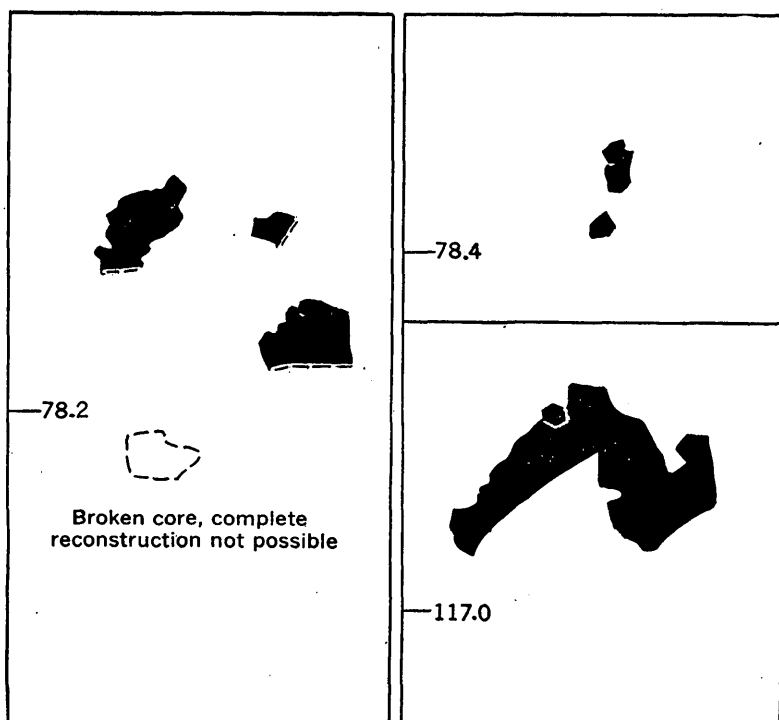 78.2
Broken core, complete
reconstruction not possible
78.4
117.0